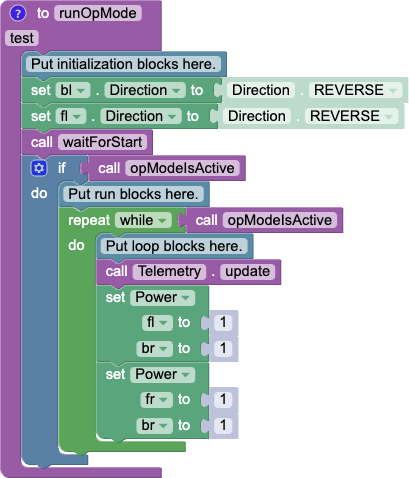 ? to runOpMode
test
Put initialization blocks here.
set bl . Direction to Direction . REVERSE
set fl . Direction to Direction . REVERSE
call waitForStart
if call opModeIsActive
do Put run blocks here.
repeat while call opModeIsActive
do Put loop blocks here.
call Telemetry . update
set Power
fl to 1
br to 1
set Power
fr to 1
br to 1